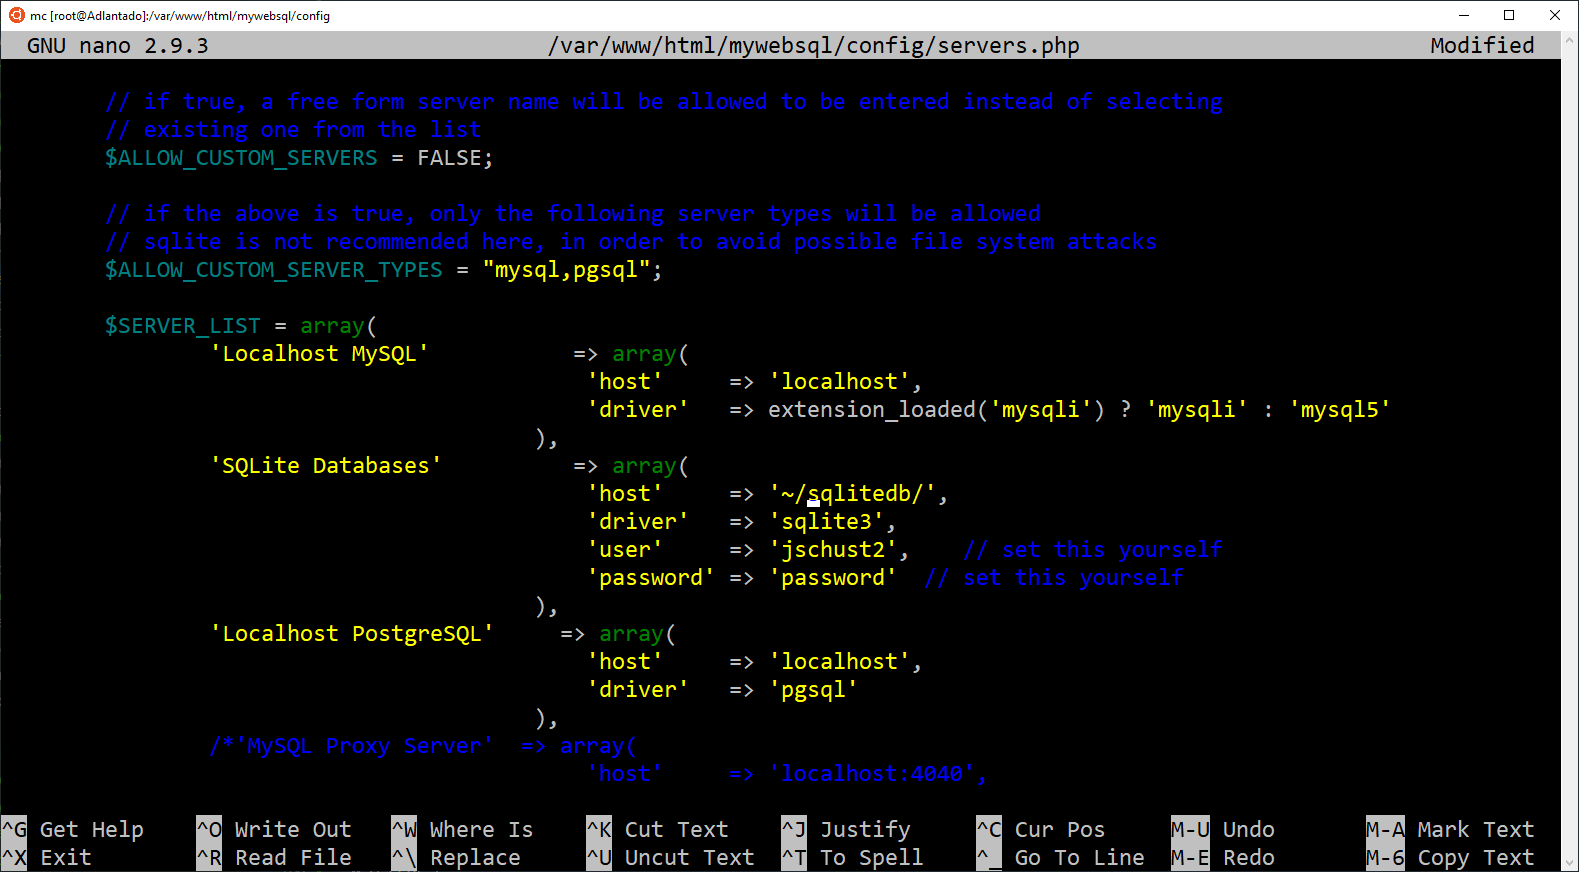 mc [root@Adlantado]:/var/www/html/mywebsql/config
GNU nano 2.9.3 /var/www/html/mywebsql/config/servers.php Modified
// if true, a free form server name will be allowed to be entered instead of selecting
// existing one from the list
$ALLOW_CUSTOM_SERVERS = FALSE;
// if the above is true, only the following server types will be allowed
// sqlite is not recommended here, in order to avoid possible file system attacks
$ALLOW_CUSTOM_SERVER_TYPES = "mysql,pgsql";
$SERVER_LIST = array(
'Localhost MySQL' => array(
'host' => 'localhost',
'driver' => extension_loaded('mysqli') ? 'mysqli' : 'mysql5'
),
'SQLite Databases' => array(
'host' => '~/sqlitedb/',
'driver' => 'sqlite3',
'user' => 'jschust2', // set this yourself
'password' => 'password' // set this yourself
),
'Localhost PostgreSQL' => array(
'host' => 'localhost',
'driver' => 'pgsql'
),
/*'MySQL Proxy Server' => array(
'host' => 'localhost:4040',
^G Get Help ^O Write Out ^W Where Is ^K Cut Text ^J Justify ^C Cur Pos M-U Undo M-A Mark Text
^X Exit ^R Read File ^\ Replace ^U Uncut Text ^T To Spell ^_ Go To Line M-E Redo M-6 Copy Text